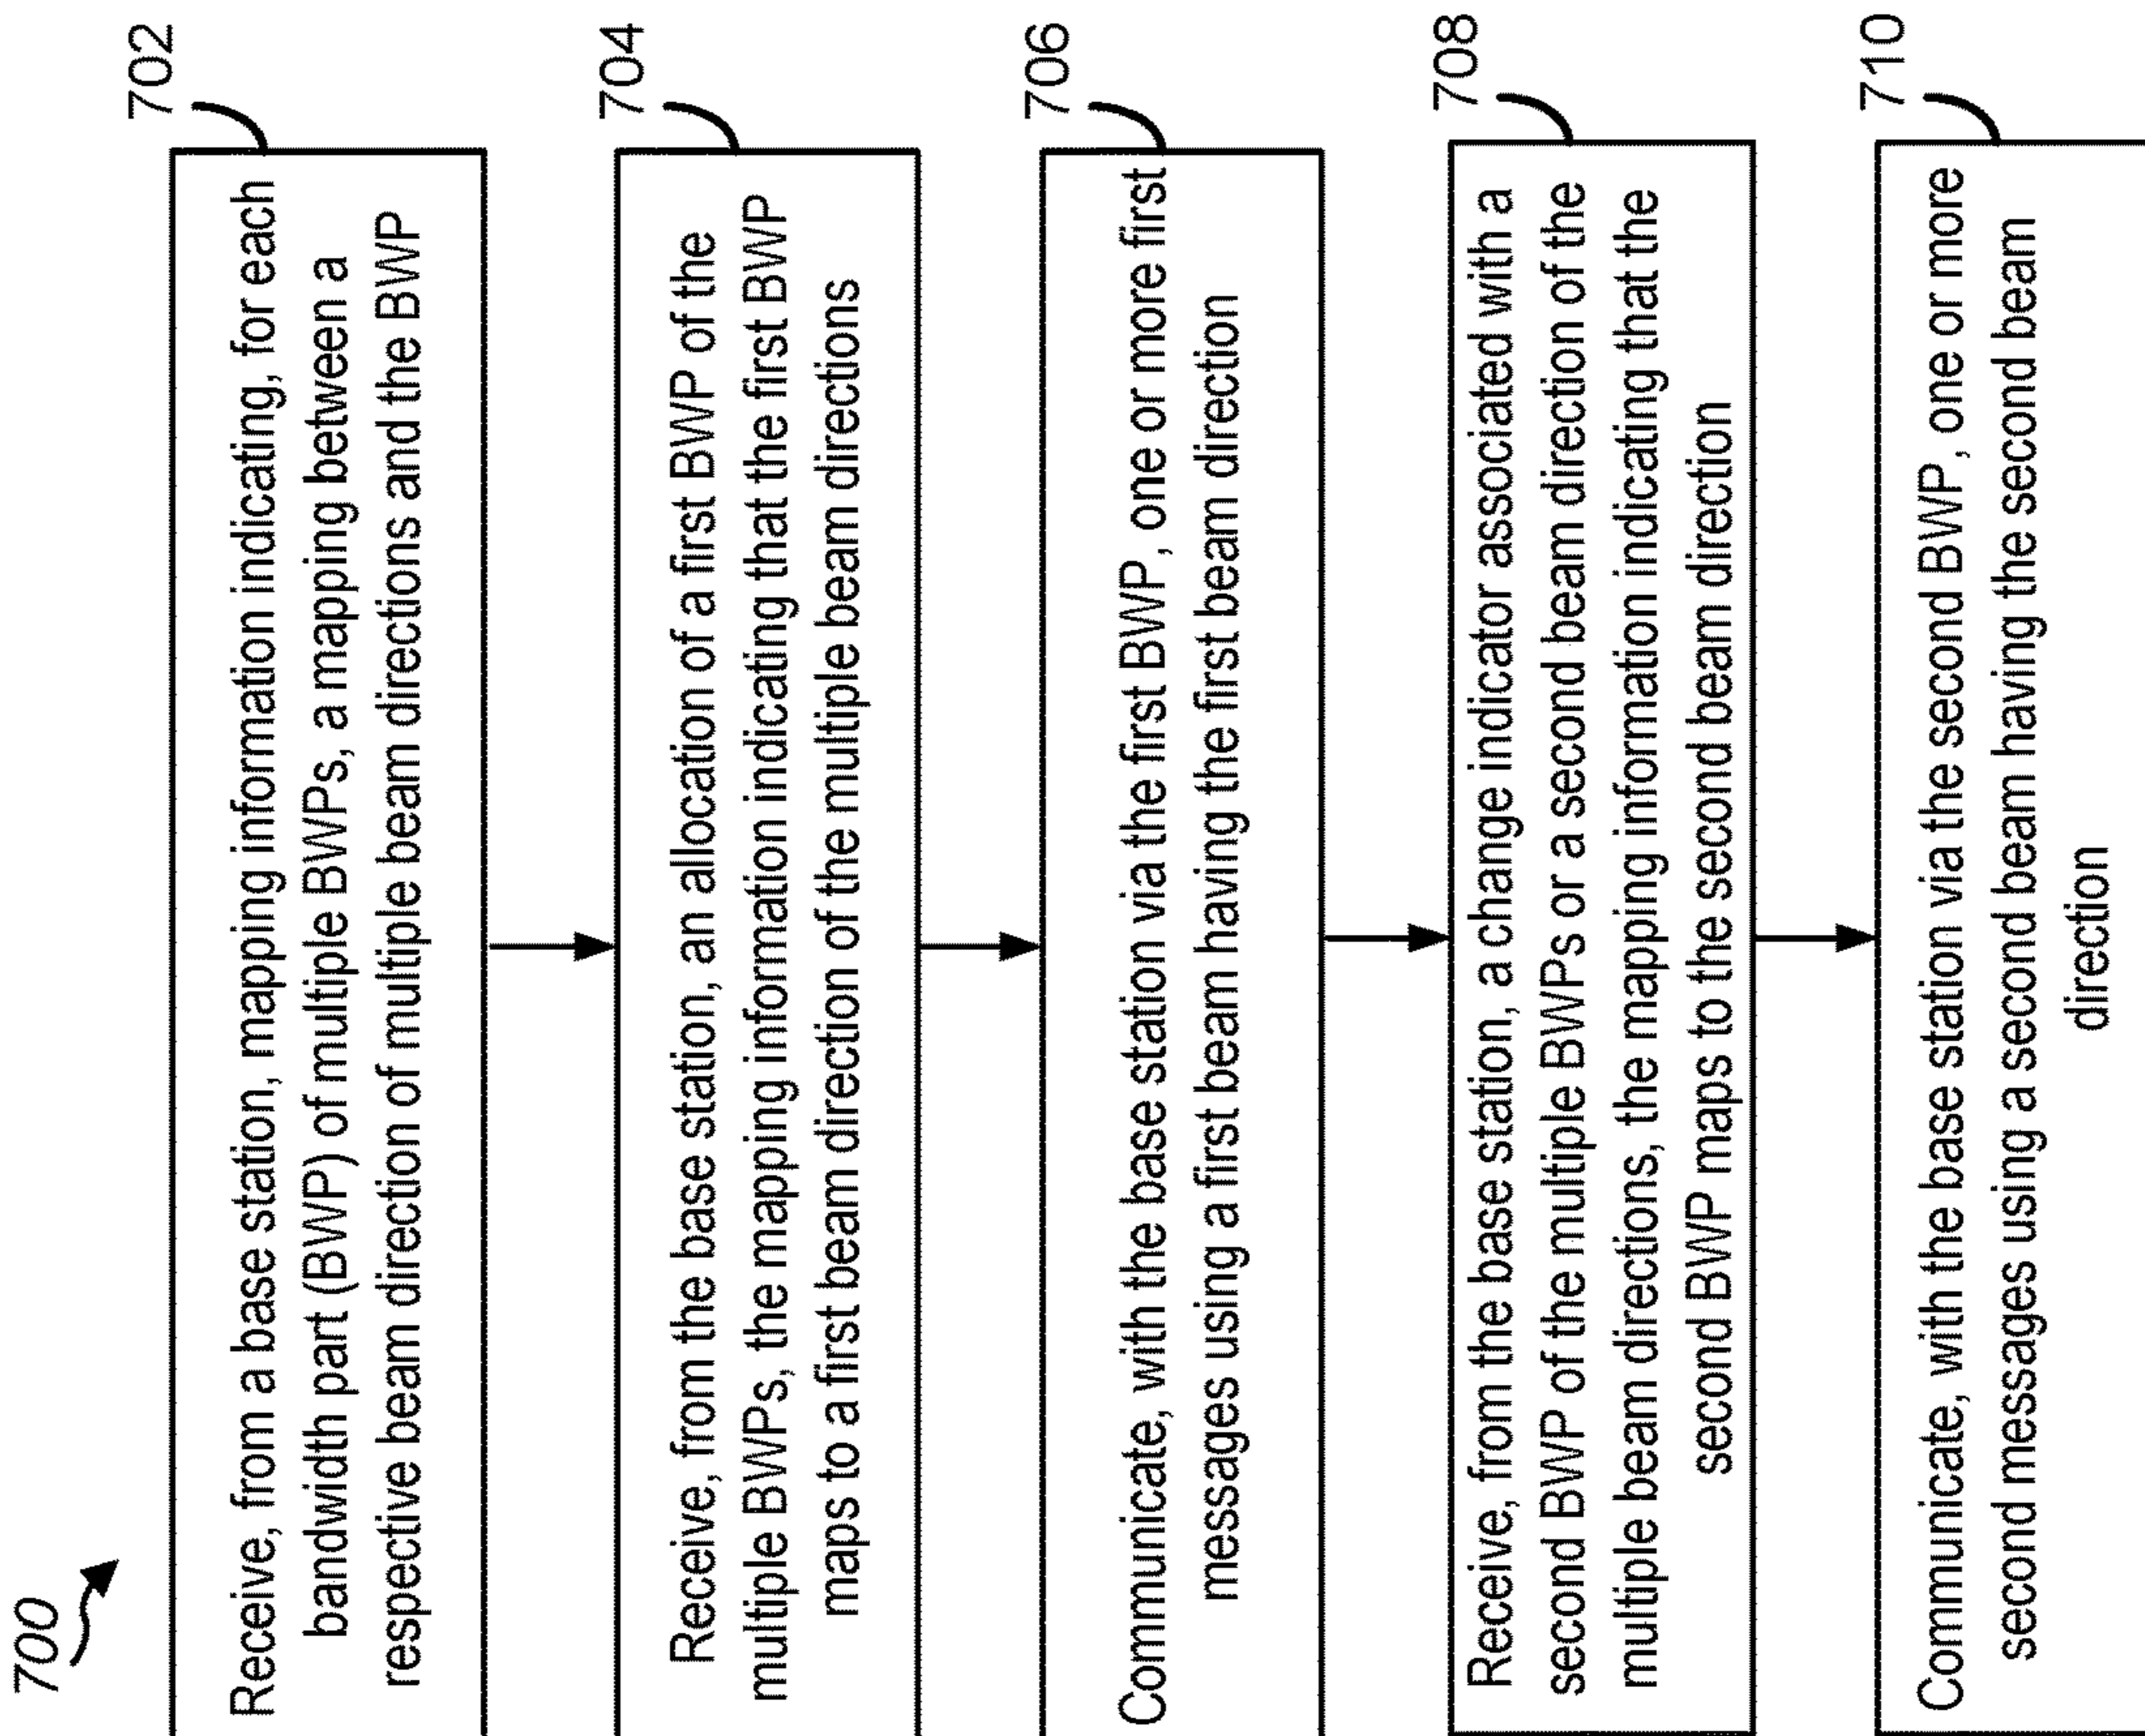 700
702
Receive, from a base station, mapping information indicating, for each
bandwidth part (BWP) of multiple BWPs, a mapping between a
respective beam direction of multiple beam directions and the BWP
704
Receive, from the base station, an allocation of a first BWP of the
multiple BWPs, the mapping information indicating that the first BWP
maps to a first beam direction of the multiple beam directions
706
Communicate, with the base station via the first BWP, one or more first
messages using a first beam having the first beam direction
708
Receive, from the base station, a change indicator associated with a
second BWP of the multiple BWPs or a second beam direction of the
multiple beam directions, the mapping information indicating that the
second BWP maps to the second beam direction
710
Communicate, with the base station via the second BWP, one or more
second messages using a second beam having the second beam
direction